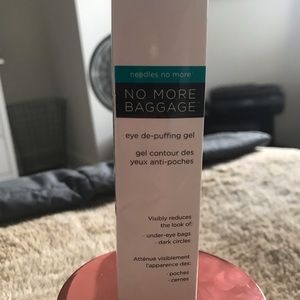 needles no more
NO MORE
BAGGAGE
eye de-puffing gel
gel contour des
yeux anti-poches
Visibly reduces
the look of:
· under-eye bags
· dark circles
Atténue visiblement
l'apparence des:
· poches
· cernes